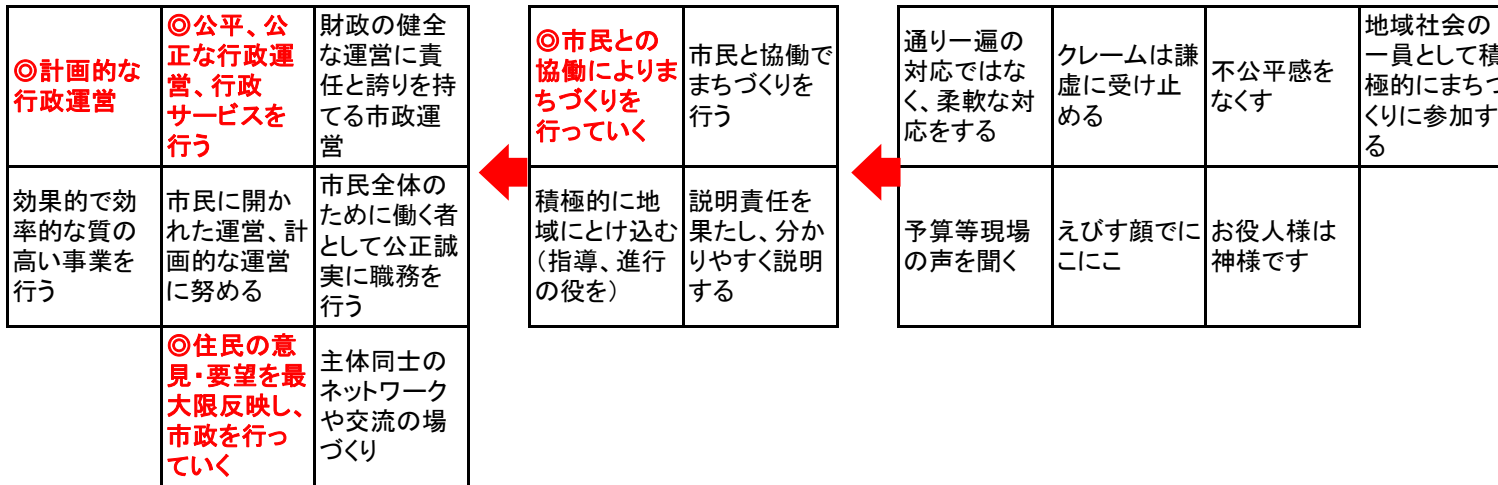 ◎計画的な
行政運営
◎公平、公
正な行政運
営、行政
サービスを
行う
財政の健全
な運営に責
任と誇りを持
てる市政運
営
◎市民との
協働によりま
ちづくりを
行っていく
市民と協働で
まちづくりを
行う
通り一遍の
対応ではな
く、柔軟な対
応をする
クレームは謙
虚に受け止
める
不公平感を
なくす
地域社会の
一員として積
極的にまちづ
くりに参加す
る
効果的で効
率的な質の
高い事業を
行う
市民に開か
れた運営、計
画的な運営
に努める
市民全体の
ために働く者
として公正誠
実に職務を
行う
積極的に地
域にとけ込む
（指導、進行
の役を）
説明責任を
果たし、分か
りやすく説明
する
予算等現場
の声を聞く
えびす顔でに
こにこ
お役人様は
神様です
◎住民の意
見・要望を最
大限反映し、
市政を行っ
ていく
主体同士の
ネットワーク
や交流の場
づくり